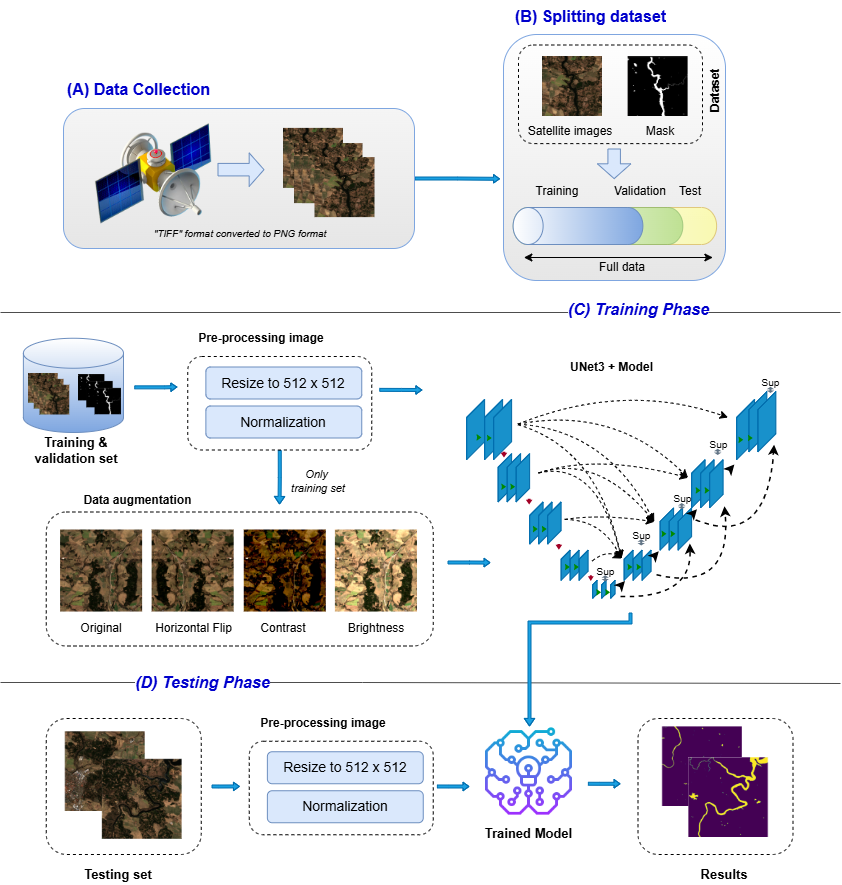 (B) Splitting dataset
(A) Data Collection
Satellite images
Mask
Dataset
"TIFF" format converted to PNG format
Training
Validation
Test
Full data
(C) Training Phase
Pre-processing image
Resize to 512 x 512
Normalization
Training &
validation set
Only
training set
UNet3 + Model
Sup
Sup
Sup
Sup
Sup
Data augmentation
Original
Horizontal Flip
Contrast
Brightness
(D) Testing Phase
Pre-processing image
Resize to 512 x 512
Normalization
Testing set
Trained Model
Results